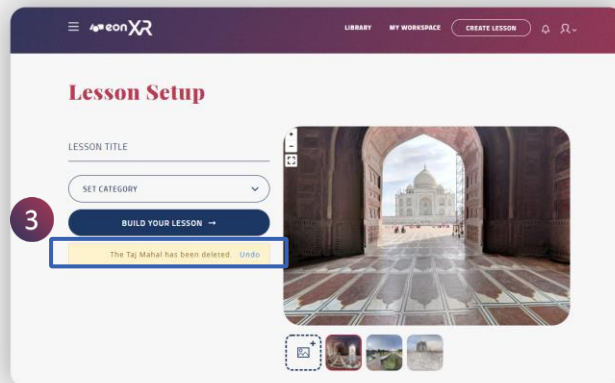 eonXR
LIBRARY MY WORKSPACE CREATE LESSON
Lesson Setup
LESSON TITLE
SET CATEGORY
3
BUILD YOUR LESSON →
The Taj Mahal has been deleted. Undo
+
-